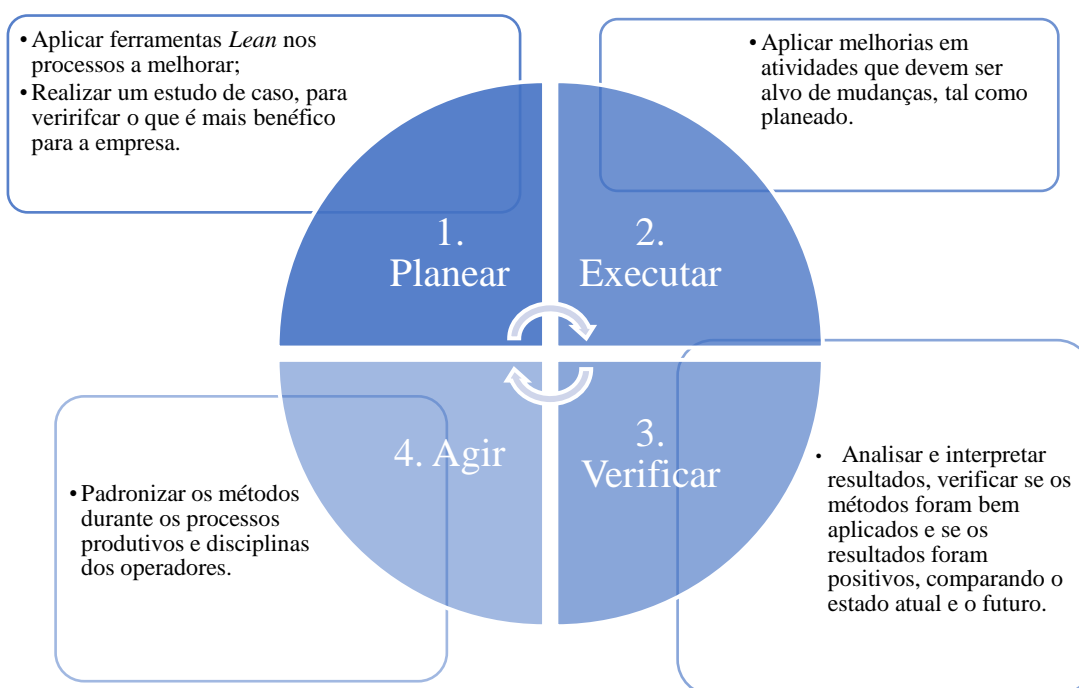 • Aplicar ferramentas Lean nos
processos a melhorar;
• Realizar um estudo de caso, para
veririfcar o que é mais benéfico
para a empresa.
• Aplicar melhorias em
atividades que devem ser
alvo de mudanças, tal como
planeado.
1.
Planear
2.
Executar
3.
Verificar
4. Agir
• Analisar e interpretar
resultados, verificar se os
métodos foram bem
aplicados e se os
resultados foram
positivos, comparando o
estado atual e o futuro.
• Padronizar os métodos
durante os processos
produtivos e disciplinas
dos operadores.